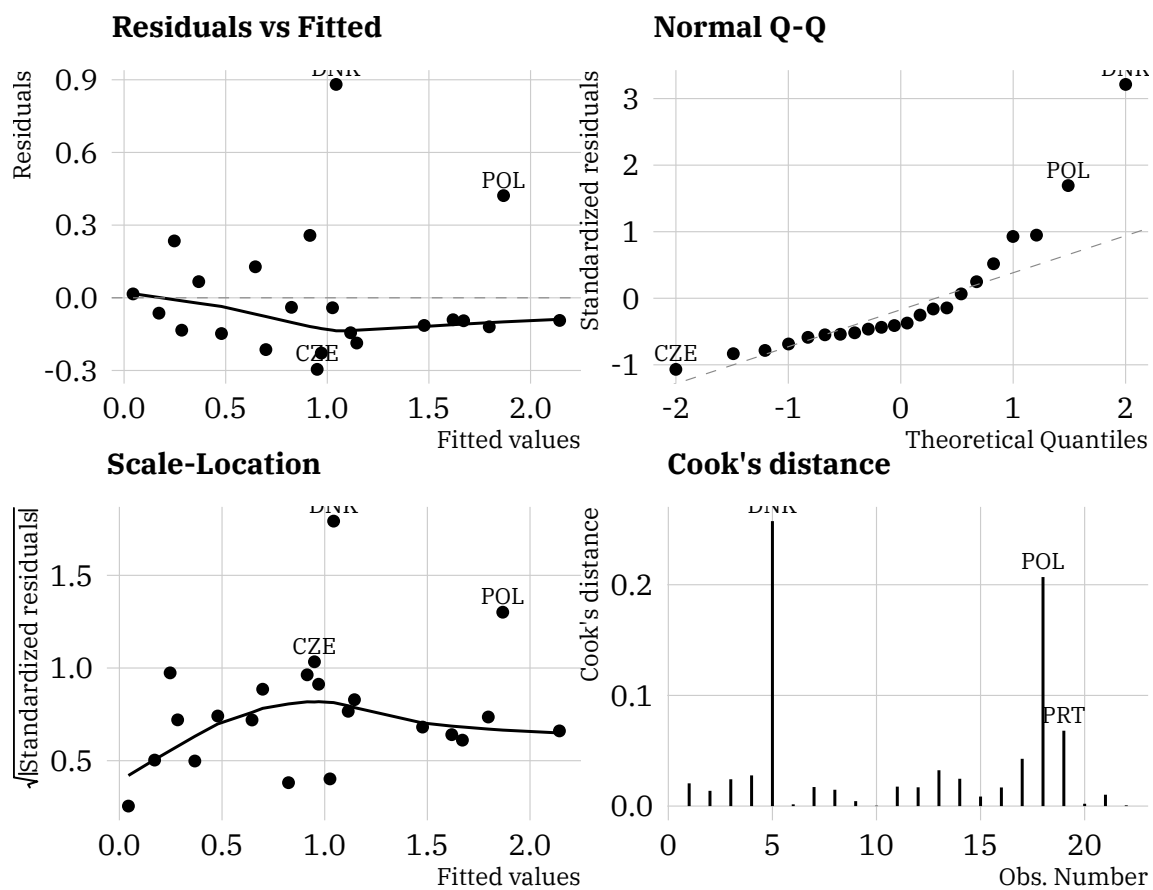 Residuals vs Fitted
Residuals
0.9
0.6
0.3
0.0
-0.3
DNK
POL
CZE
0.0 0.5 1.0 1.5 2.0
Fitted values
Normal Q-Q
Standardized residuals
3
2
1
0
-1
DNK
POL
CZE
-2 -1 0 1 2
Theoretical Quantiles
Scale-Location
√|Standardized residuals|
1.5
1.0
0.5
DNK
POL
CZE
0.0 0.5 1.0 1.5 2.0
Fitted values
Cook's distance
Cook's distance
0.2
0.1
0.0
DNK
POL
PRT
0 5 10 15 20
Obs. Number